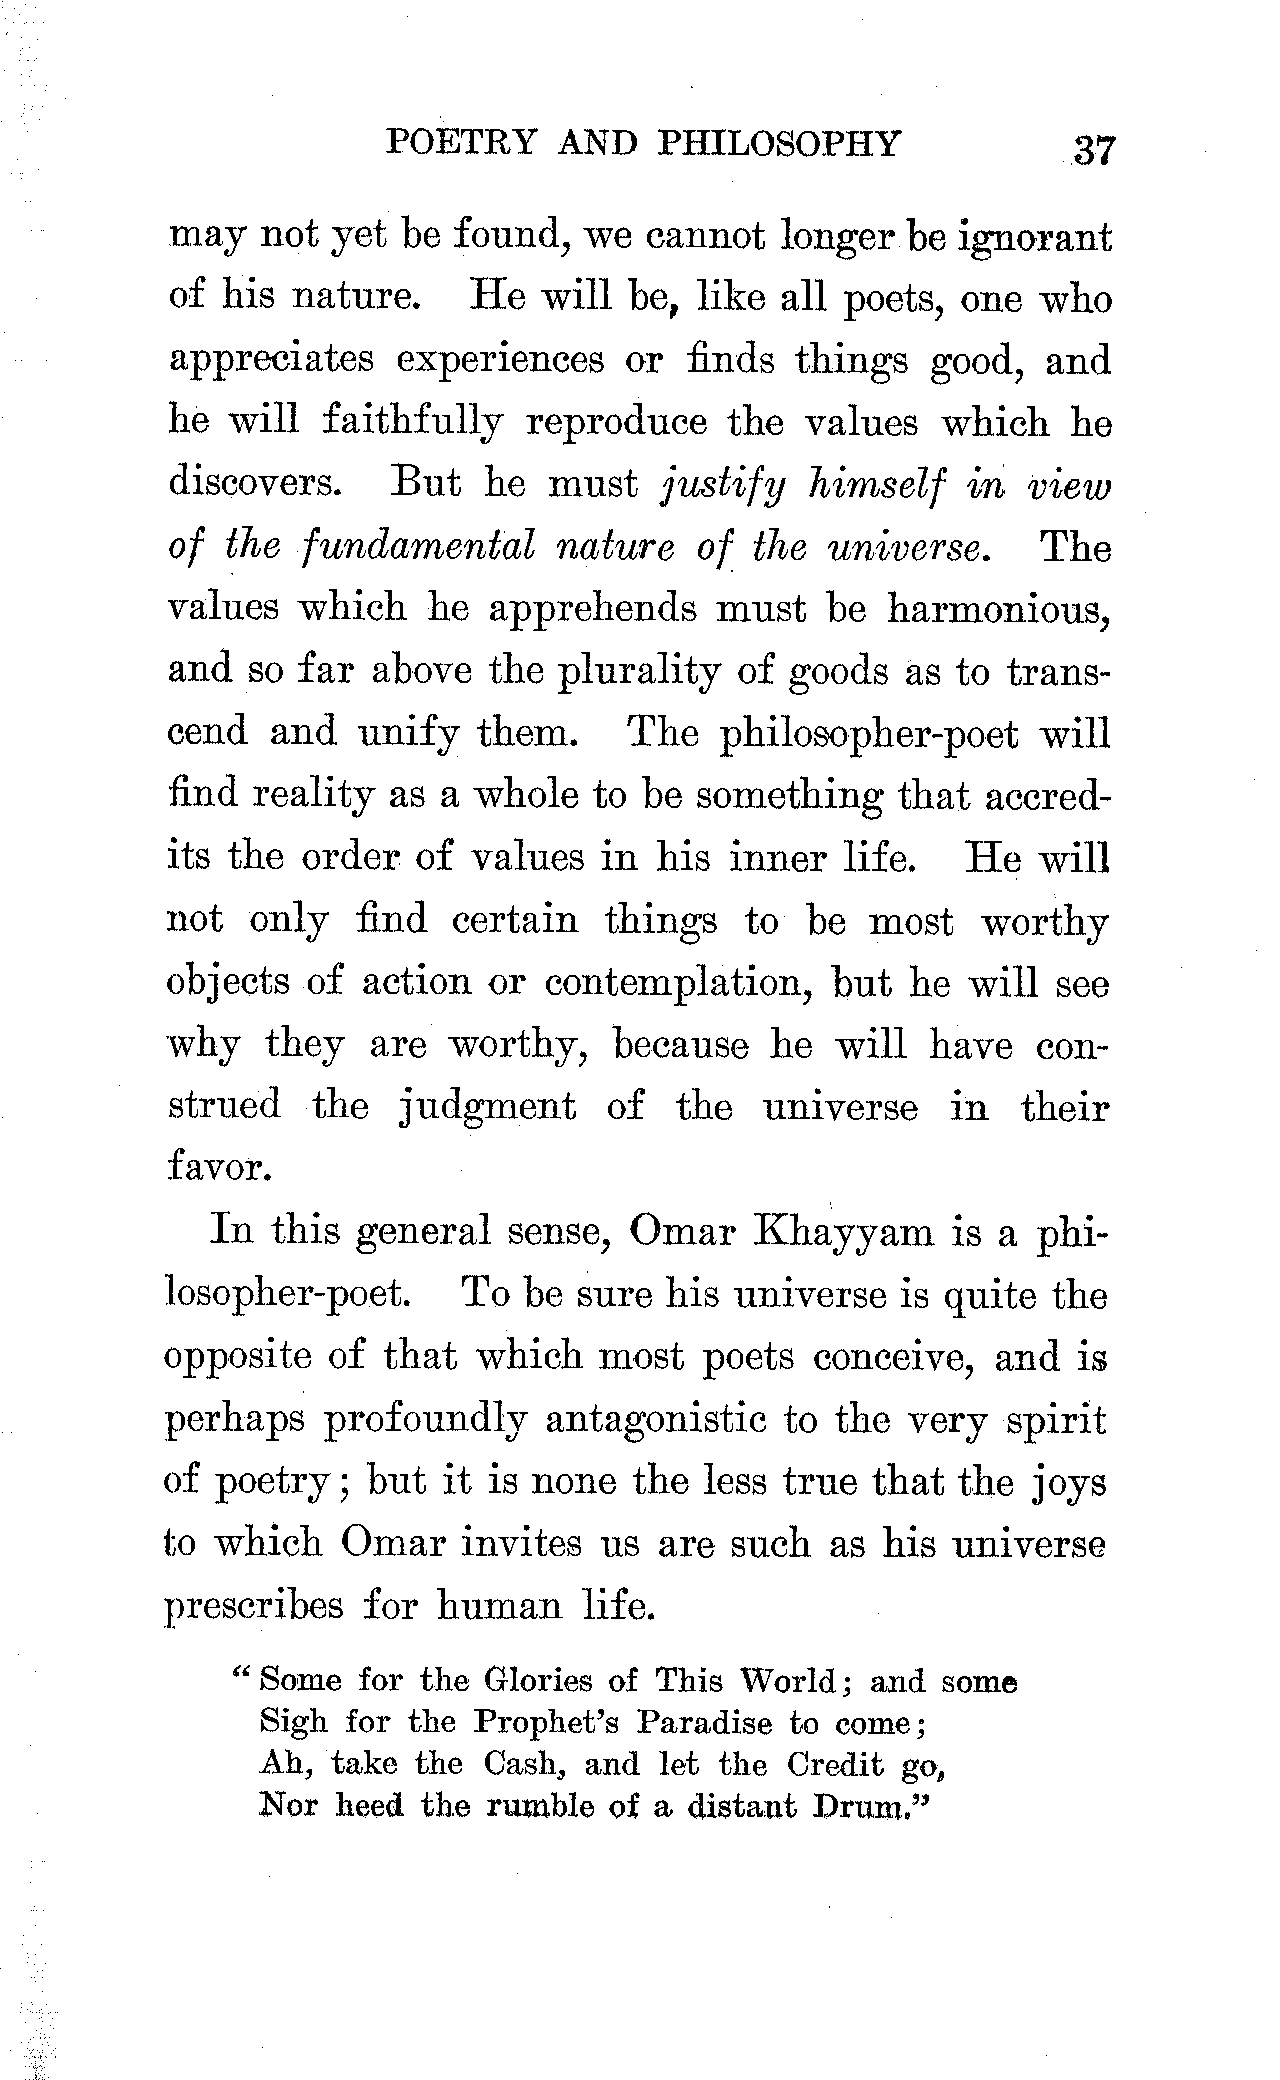 POETRY AND PHILOSOPHY 37
may not yet be found, we cannot longer be ignorant
of his nature. He will be, like all poets, one who
appreciates experiences or finds things good, and
he will faithfully reproduce the values which he
discovers. But he must justify himself in view
of the fundamental nature of the universe. The
values which he apprehends must be harmonious,
and so far above the plurality of goods as to trans-
cend and unify them. The philosopher-poet will
find reality as a whole to be something that accred-
its the order of values in his inner life. He will
not only find certain things to be most worthy
objects of action or contemplation, but he will see
why they are worthy, because he will have con-
strued the judgment of the universe in their
favor.
In this general sense, Omar Khayyam is a phi-
losopher-poet. To be sure his universe is quite the
opposite of that which most poets conceive, and is
perhaps profoundly antagonistic to the very spirit
of poetry; but it is none the less true that the joys
to which Omar invites us are such as his universe
prescribes for human life.
“Some for the Glories of This World; and some
Sigh for the Prophet’s Paradise to come;
Ah, take the Cash, and let the Credit go,
Nor heed the rumble of a distant Drum.”